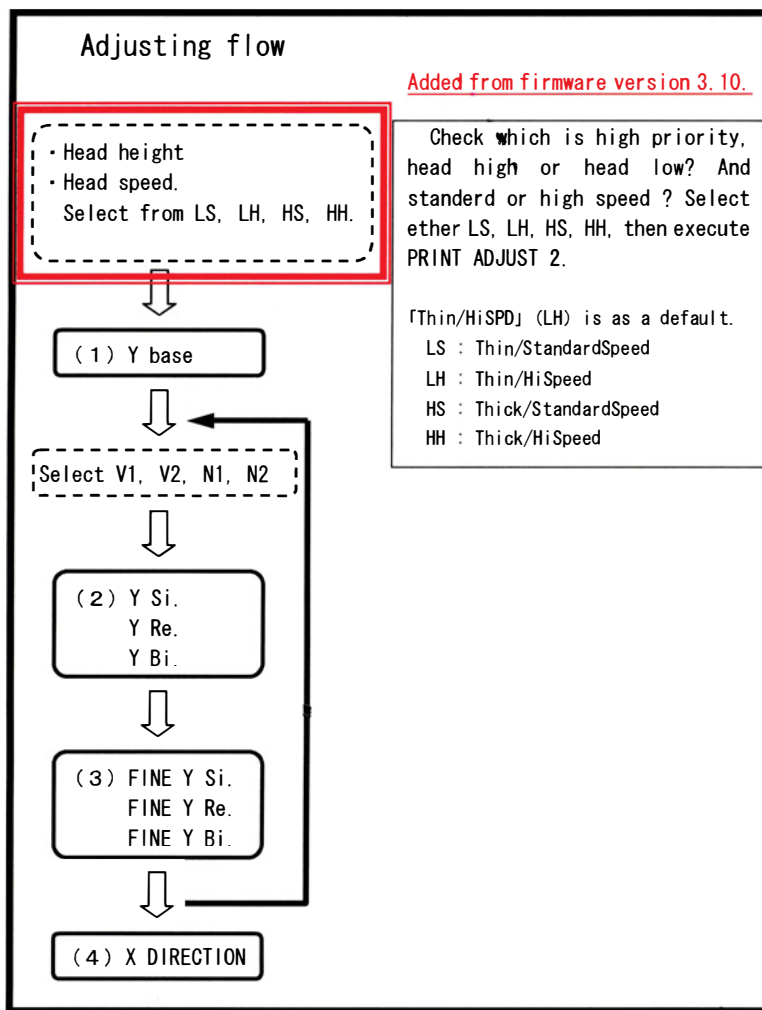 Adjusting flow
Added from firmware version 3.10.
・Head height
・Head speed.
Select from LS, LH, HS, HH.
Check which is high priority,
head high or head low? And
standerd or high speed ? Select
ether LS, LH, HS, HH, then execute
PRINT ADJUST 2.
「Thin/HiSPD」 (LH) is as a default.
LS : Thin/StandardSpeed
LH : Thin/HiSpeed
HS : Thick/StandardSpeed
HH : Thick/HiSpeed
(1) Y base
Select V1, V2, N1, N2
(2) Y Si.
Y Re.
Y Bi.
(3) FINE Y Si.
FINE Y Re.
FINE Y Bi.
(4) X DIRECTION